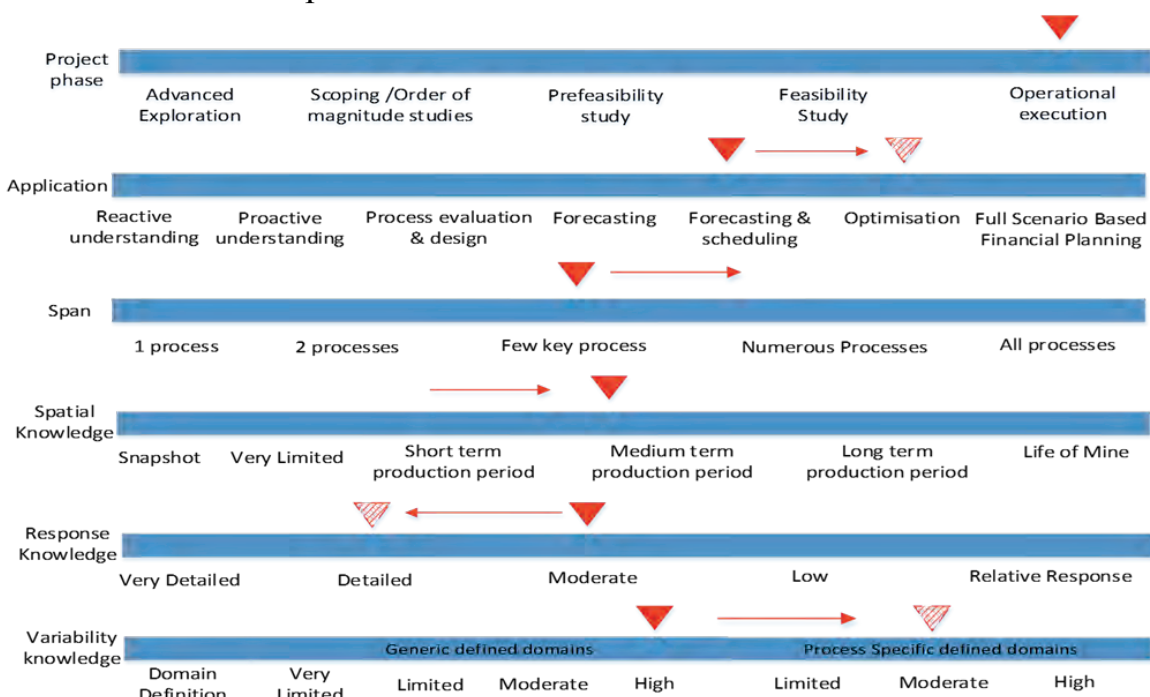 Project
phase
Advanced
Exploration
Scoping /Order of
magnitude studies
Prefeasibility
study
Feasibility
Study
Operational
execution
Application
Reactive
understanding
Proactive
understanding
Process evaluation
& design
Forecasting
Forecasting &
scheduling
Optimisation
Full Scenario Based
Financial Planning
Span
1 process
2 processes
Few key process
Numerous Processes
All processes
Spatial
Knowledge
Snapshot
Very Limited
Short term
production period
Medium term
production period
Long term
production period
Life of Mine
Response
Knowledge
Very Detailed
Detailed
Moderate
Low
Relative Response
Variability
knowledge
Generic defined domains
Process Specific defined domains
Domain
Definition
Very
Limited
Limited
Moderate
High
Limited
Moderate
High